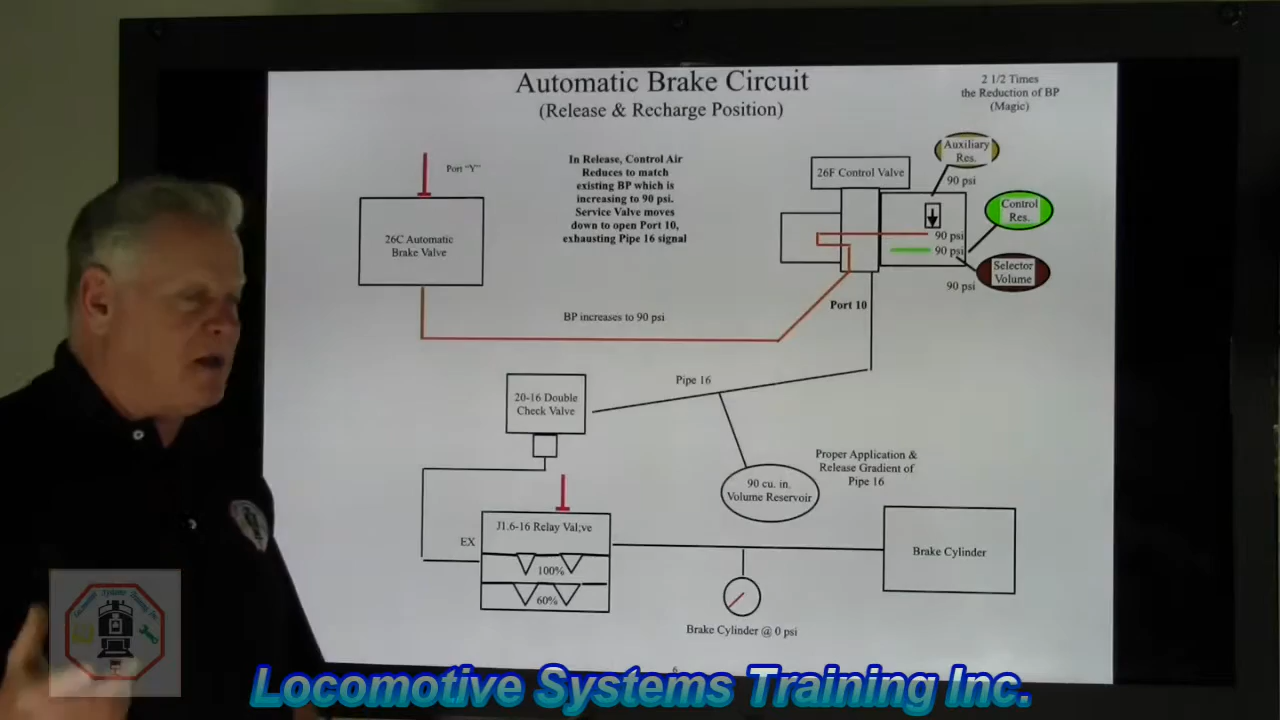 Automatic Brake Circuit
(Release & Recharge Position)
2 1/2 Times
the Reduction of BP
(Magic)
Port "Y"
In Release, Control Air
Reduces to match
existing BP which is
increasing to 90 psi.
Service Valve moves
down to open Port 10,
exhausting Pipe 16 signal
26C Automatic
Brake Valve
26F Control Valve
Auxiliary
Res.
90 psi
Control
Res.
90 psi
90 psi
Selector
Volume
90 psi
Port 10
BP increases to 90 psi
Pipe 16
20-16 Double
Check Valve
90 cu. in.
Volume Reservoir
Proper Application &
Release Gradient of
Pipe 16
J1.6-16 Relay Val;ve
EX
100%
60%
Brake Cylinder
Brake Cylinder @ 0 psi
6
Locomotive Systems Training Inc.
Locomotive Systems Training Inc.